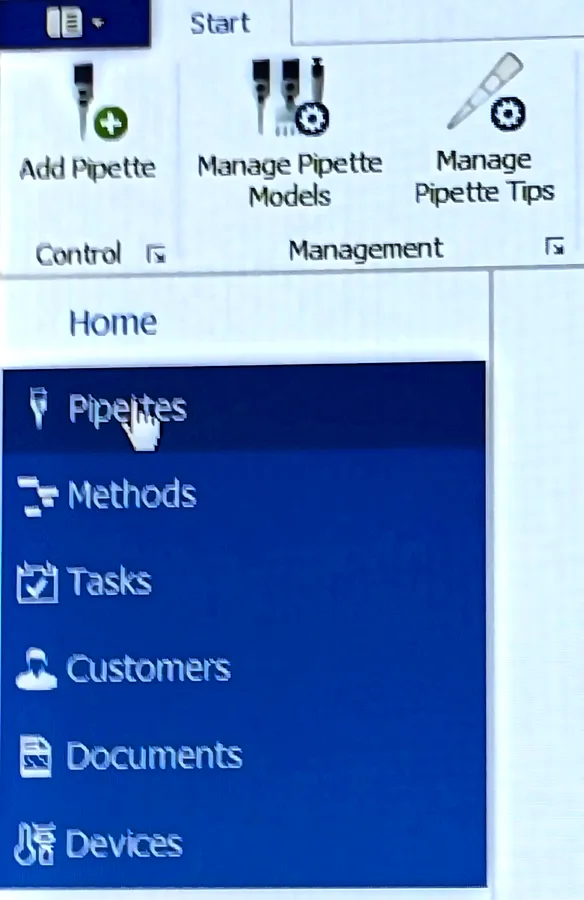 Start
Add Pipette
Manage Pipette
Models
Manage
Pipette Tips
Control
Management
Home
Pipettes
Methods
Tasks
Customers
Documents
Devices